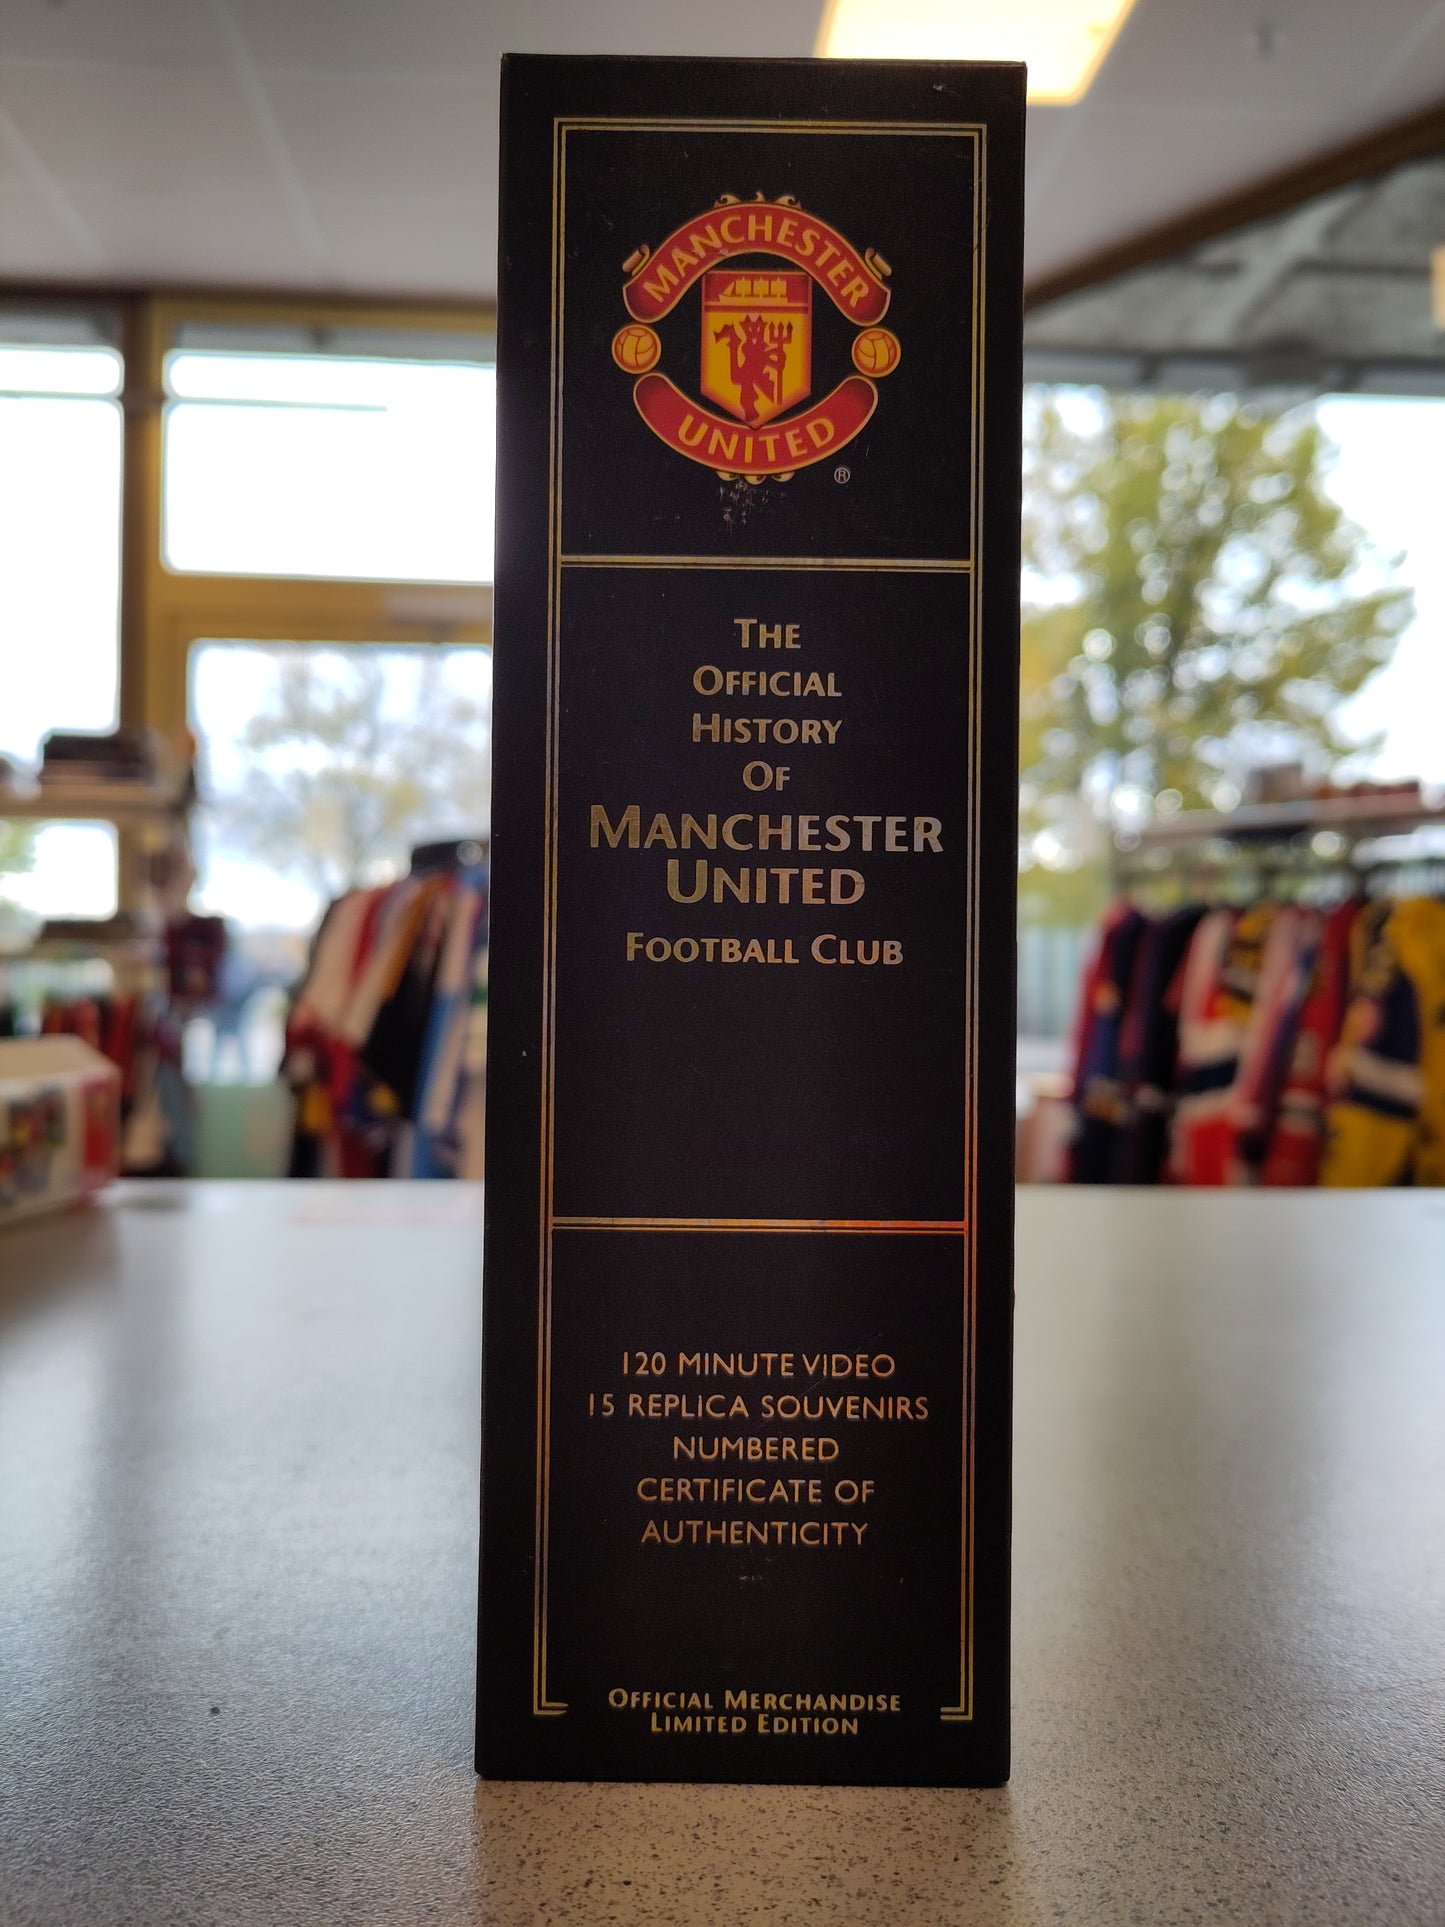 MANCHESTER
UNITED
®
THE
OFFICIAL
HISTORY
OF
MANCHESTER
UNITED
FOOTBALL CLUB
120 MINUTE VIDEO
15 REPLICA SOUVENIRS
NUMBERED
CERTIFICATE OF
AUTHENTICITY
OFFICIAL MERCHANDISE
LIMITED EDITION